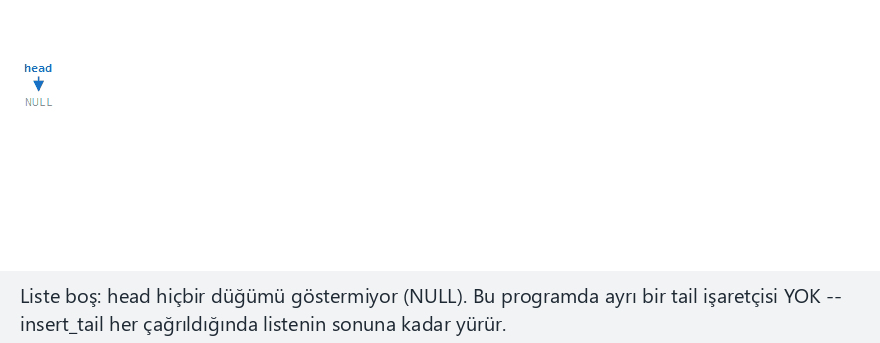 head
NULL
Liste boş: head hiçbir düğümü göstermiyor (NULL). Bu programda ayrı bir tail işaretçisi YOK --
insert_tail her çağrıldığında listenin sonuna kadar yürür.